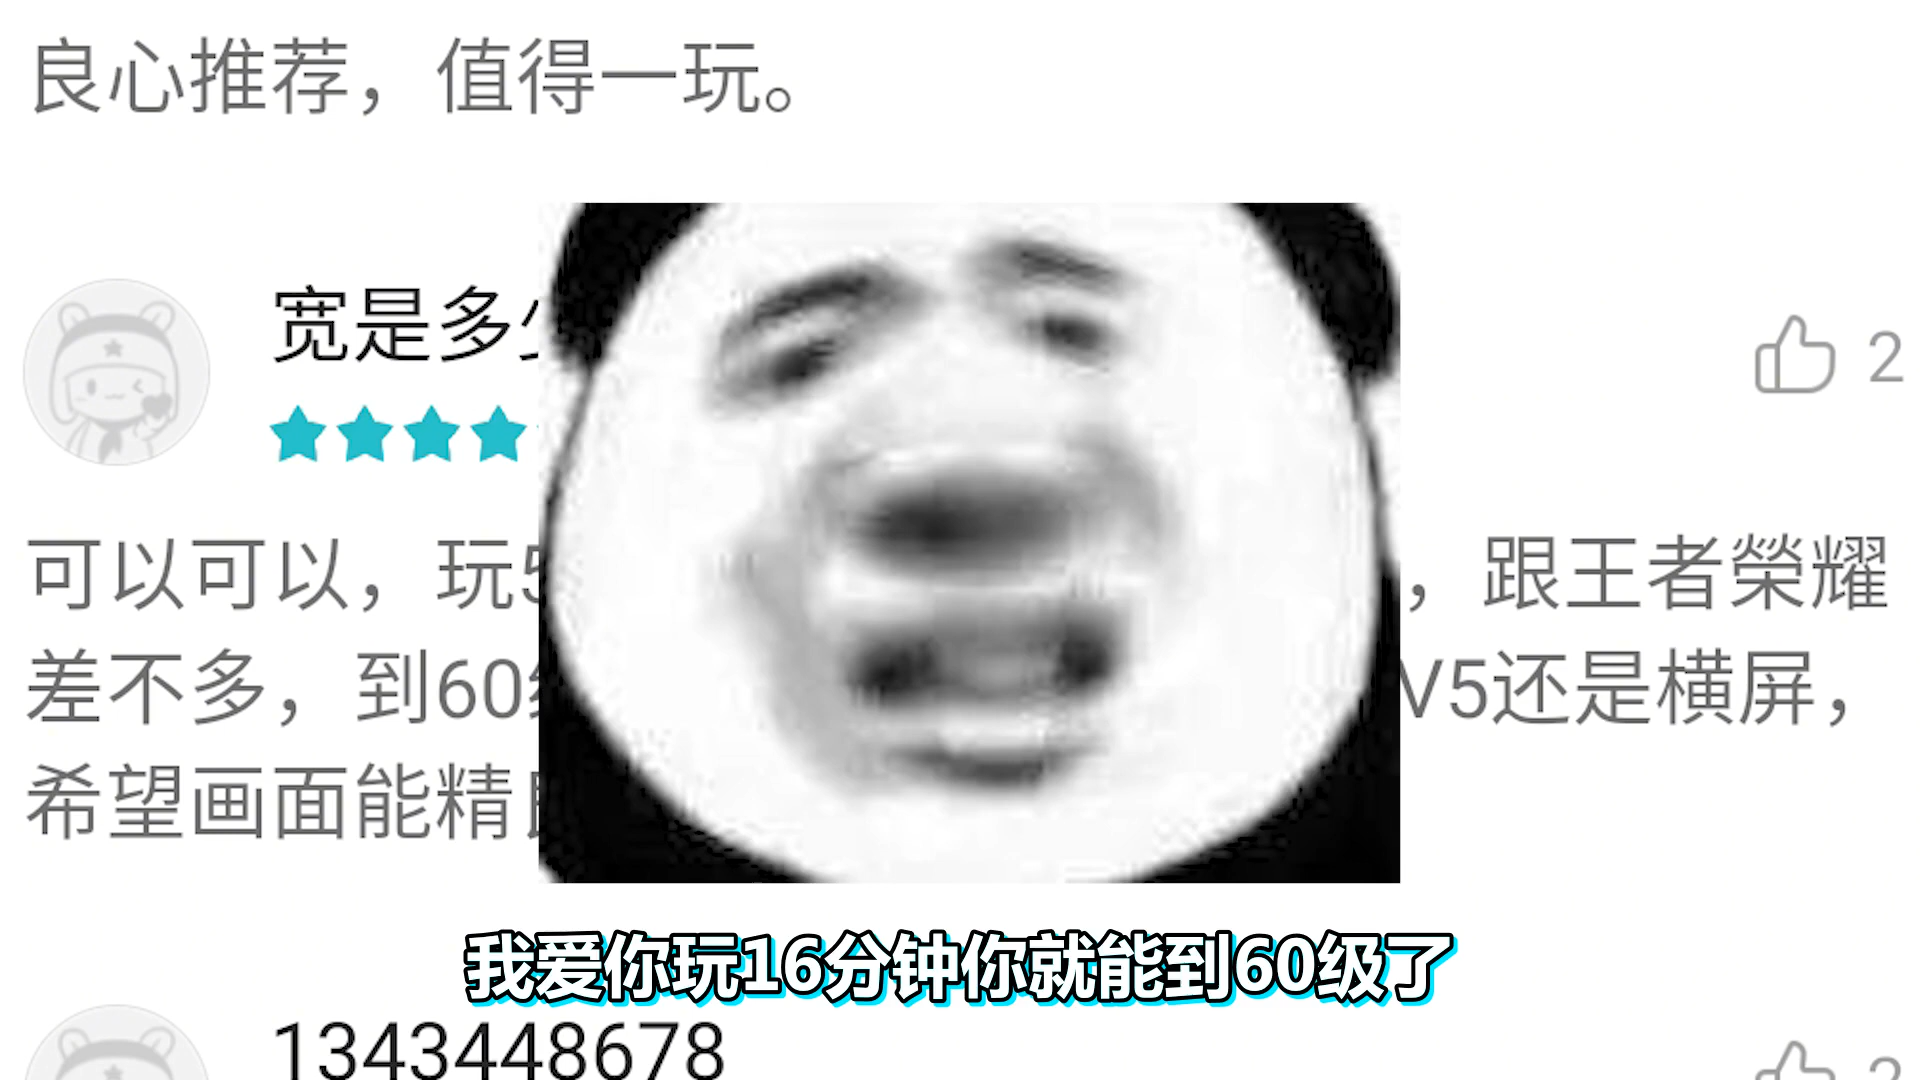 良心推荐，值得一玩。
宽是多
2
可以可以，玩 ，跟王者榮耀
差不多，到60 V5还是横屏，
希望画面能精
我爱你玩16分钟你就能到60级了
1343448678